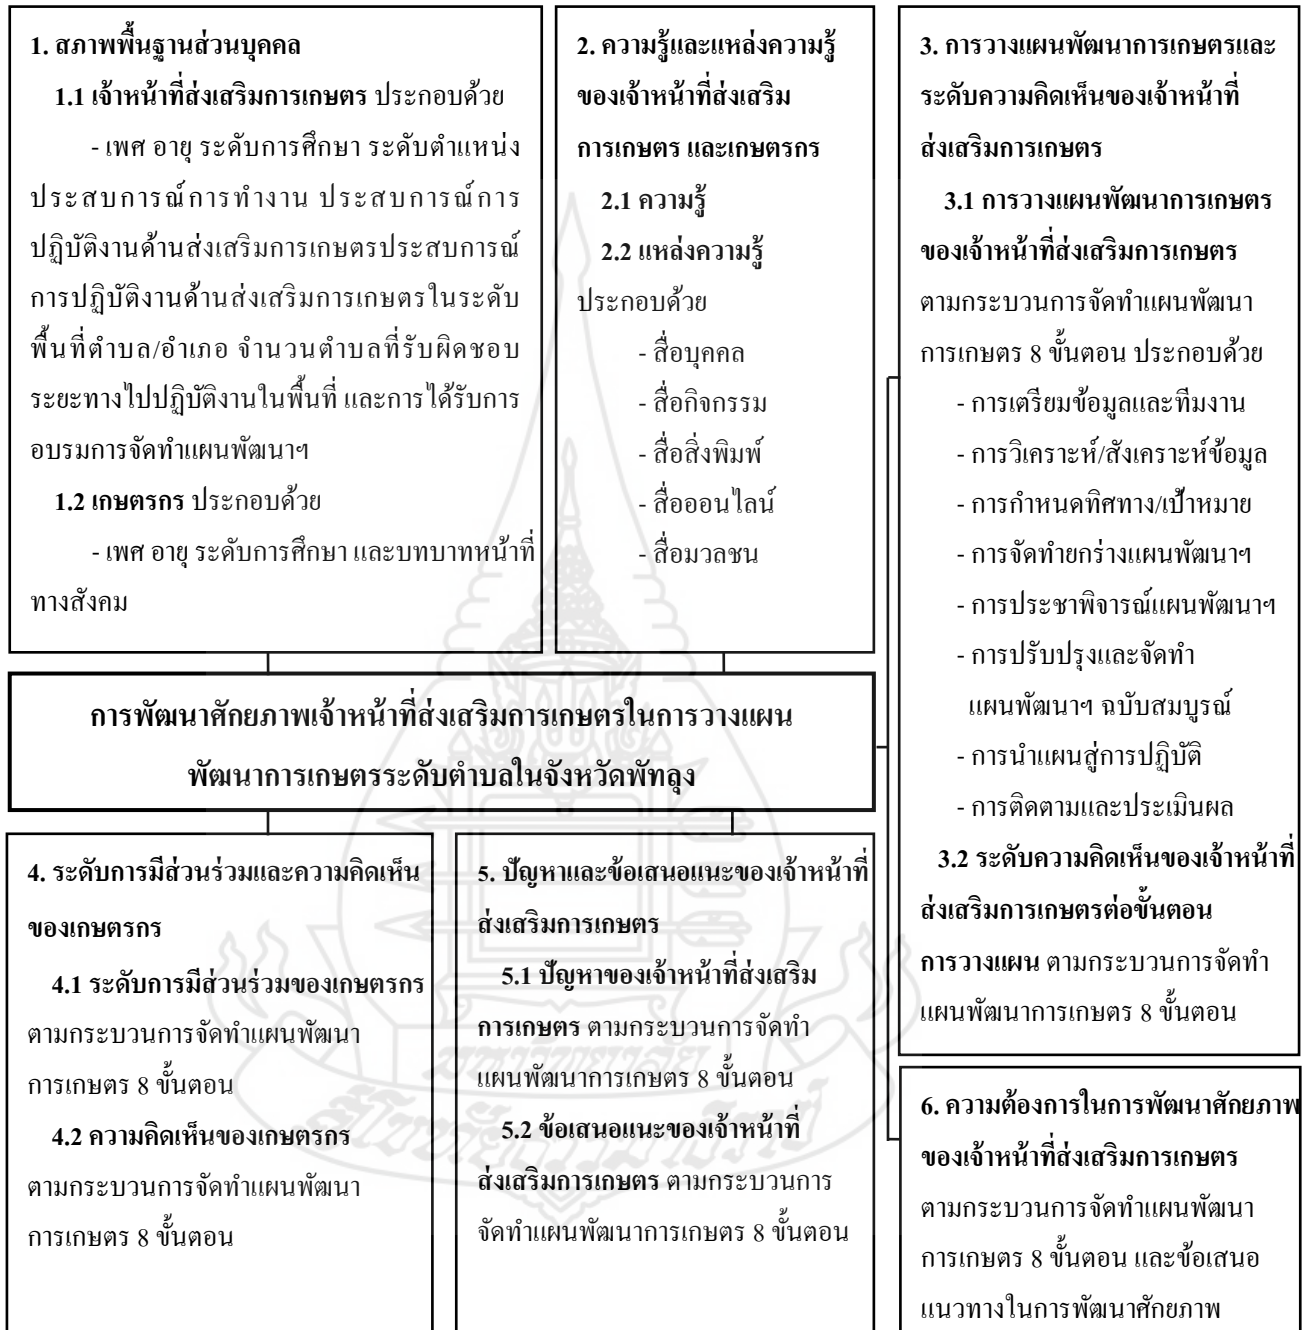 1. สภาพพื้นฐานส่วนบุคคล
1.1 เจ้าหน้าที่ส่งเสริมการเกษตร ประกอบด้วย
- เพศ อายุ ระดับการศึกษา ระดับตำแหน่ง
ประสบการณ์การทำงาน ประสบการณ์การ
ปฏิบัติงานด้านส่งเสริมการเกษตรประสบการณ์
การปฏิบัติงานด้านส่งเสริมการเกษตรในระดับ
พื้นที่ตำบล/อำเภอ จำนวนตำบลที่รับผิดชอบ
ระยะทางไปปฏิบัติงานในพื้นที่ และการได้รับการ
อบรมการจัดทำแผนพัฒนาฯ
1.2 เกษตรกร ประกอบด้วย
- เพศ อายุ ระดับการศึกษา และบทบาทหน้าที่
ทางสังคม
2. ความรู้และแหล่งความรู้
ของเจ้าหน้าที่ส่งเสริม
การเกษตร และเกษตรกร
2.1 ความรู้
2.2 แหล่งความรู้
ประกอบด้วย
- สื่อบุคคล
- สื่อกิจกรรม
- สื่อสิ่งพิมพ์
- สื่อออนไลน์
- สื่อมวลชน
3. การวางแผนพัฒนาการเกษตรและ
ระดับความคิดเห็นของเจ้าหน้าที่
ส่งเสริมการเกษตร
3.1 การวางแผนพัฒนาการเกษตร
ของเจ้าหน้าที่ส่งเสริมการเกษตร
ตามกระบวนการจัดทำแผนพัฒนา
การเกษตร 8 ขั้นตอน ประกอบด้วย
- การเตรียมข้อมูลและทีมงาน
- การวิเคราะห์/สังเคราะห์ข้อมูล
- การกำหนดทิศทาง/เป้าหมาย
- การจัดทำยกร่างแผนพัฒนาฯ
- การประชาพิจารณ์แผนพัฒนาฯ
- การปรับปรุงและจัดทำ
แผนพัฒนาฯ ฉบับสมบูรณ์
- การนำแผนสู่การปฏิบัติ
- การติดตามและประเมินผล
3.2 ระดับความคิดเห็นของเจ้าหน้าที่
ส่งเสริมการเกษตรต่อขั้นตอน
การวางแผน ตามกระบวนการจัดทำ
แผนพัฒนาการเกษตร 8 ขั้นตอน
การพัฒนาศักยภาพเจ้าหน้าที่ส่งเสริมการเกษตรในการวางแผน
พัฒนาการเกษตรระดับตำบลในจังหวัดพัทลุง
4. ระดับการมีส่วนร่วมและความคิดเห็น
ของเกษตรกร
4.1 ระดับการมีส่วนร่วมของเกษตรกร
ตามกระบวนการจัดทำแผนพัฒนา
การเกษตร 8 ขั้นตอน
4.2 ความคิดเห็นของเกษตรกร
ตามกระบวนการจัดทำแผนพัฒนา
การเกษตร 8 ขั้นตอน
5. ปัญหาและข้อเสนอแนะของเจ้าหน้าที่
ส่งเสริมการเกษตร
5.1 ปัญหาของเจ้าหน้าที่ส่งเสริม
การเกษตร ตามกระบวนการจัดทำ
แผนพัฒนาการเกษตร 8 ขั้นตอน
5.2 ข้อเสนอแนะของเจ้าหน้าที่
ส่งเสริมการเกษตร ตามกระบวนการ
จัดทำแผนพัฒนาการเกษตร 8 ขั้นตอน
6. ความต้องการในการพัฒนาศักยภาพ
ของเจ้าหน้าที่ส่งเสริมการเกษตร
ตามกระบวนการจัดทำแผนพัฒนา
การเกษตร 8 ขั้นตอน และข้อเสนอ
แนวทางในการพัฒนาศักยภาพ
มหาวิทยาลัย
สุโขทัยธรรมาธิราช